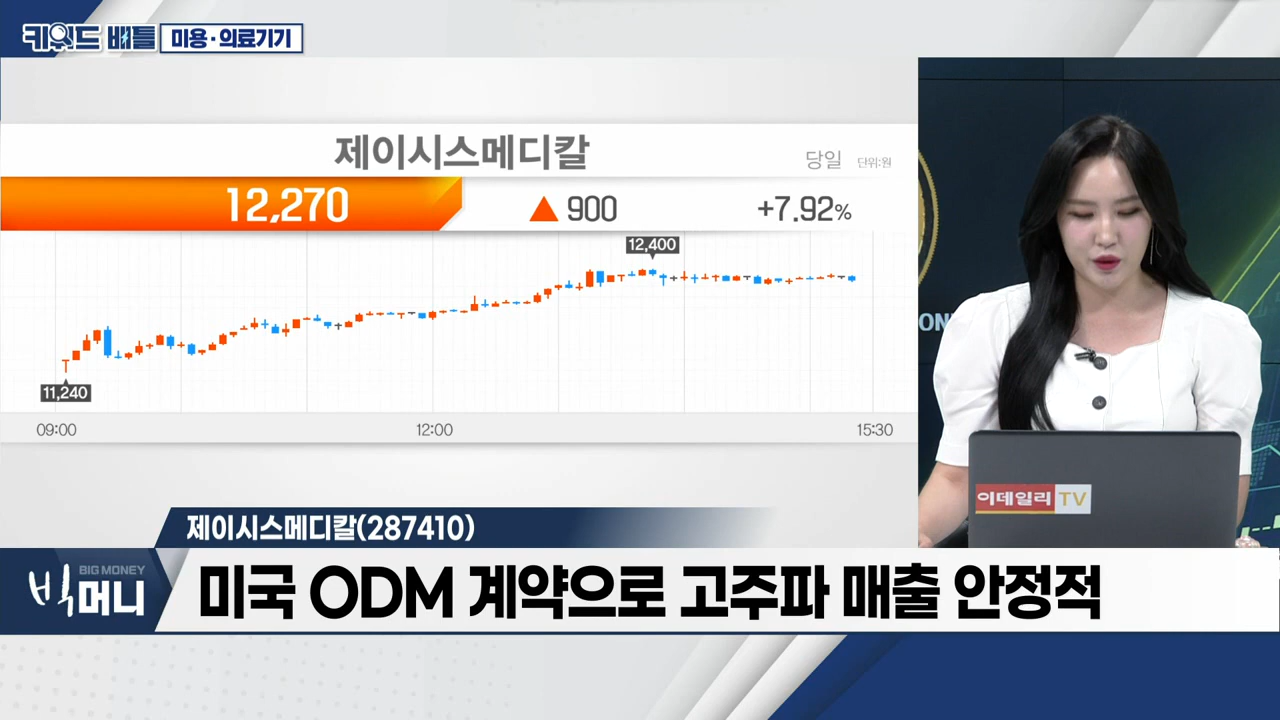 키워드 배틀 미용·의료기기
제이시스메디칼
당일 단위:원
12,270 ▲ 900 +7.92%
12,400
11,240
09:00 12:00 15:30
이데일리 TV
제이시스메디칼(287410)
BIG MONEY
빅머니
미국 ODM 계약으로 고주파 매출 안정적